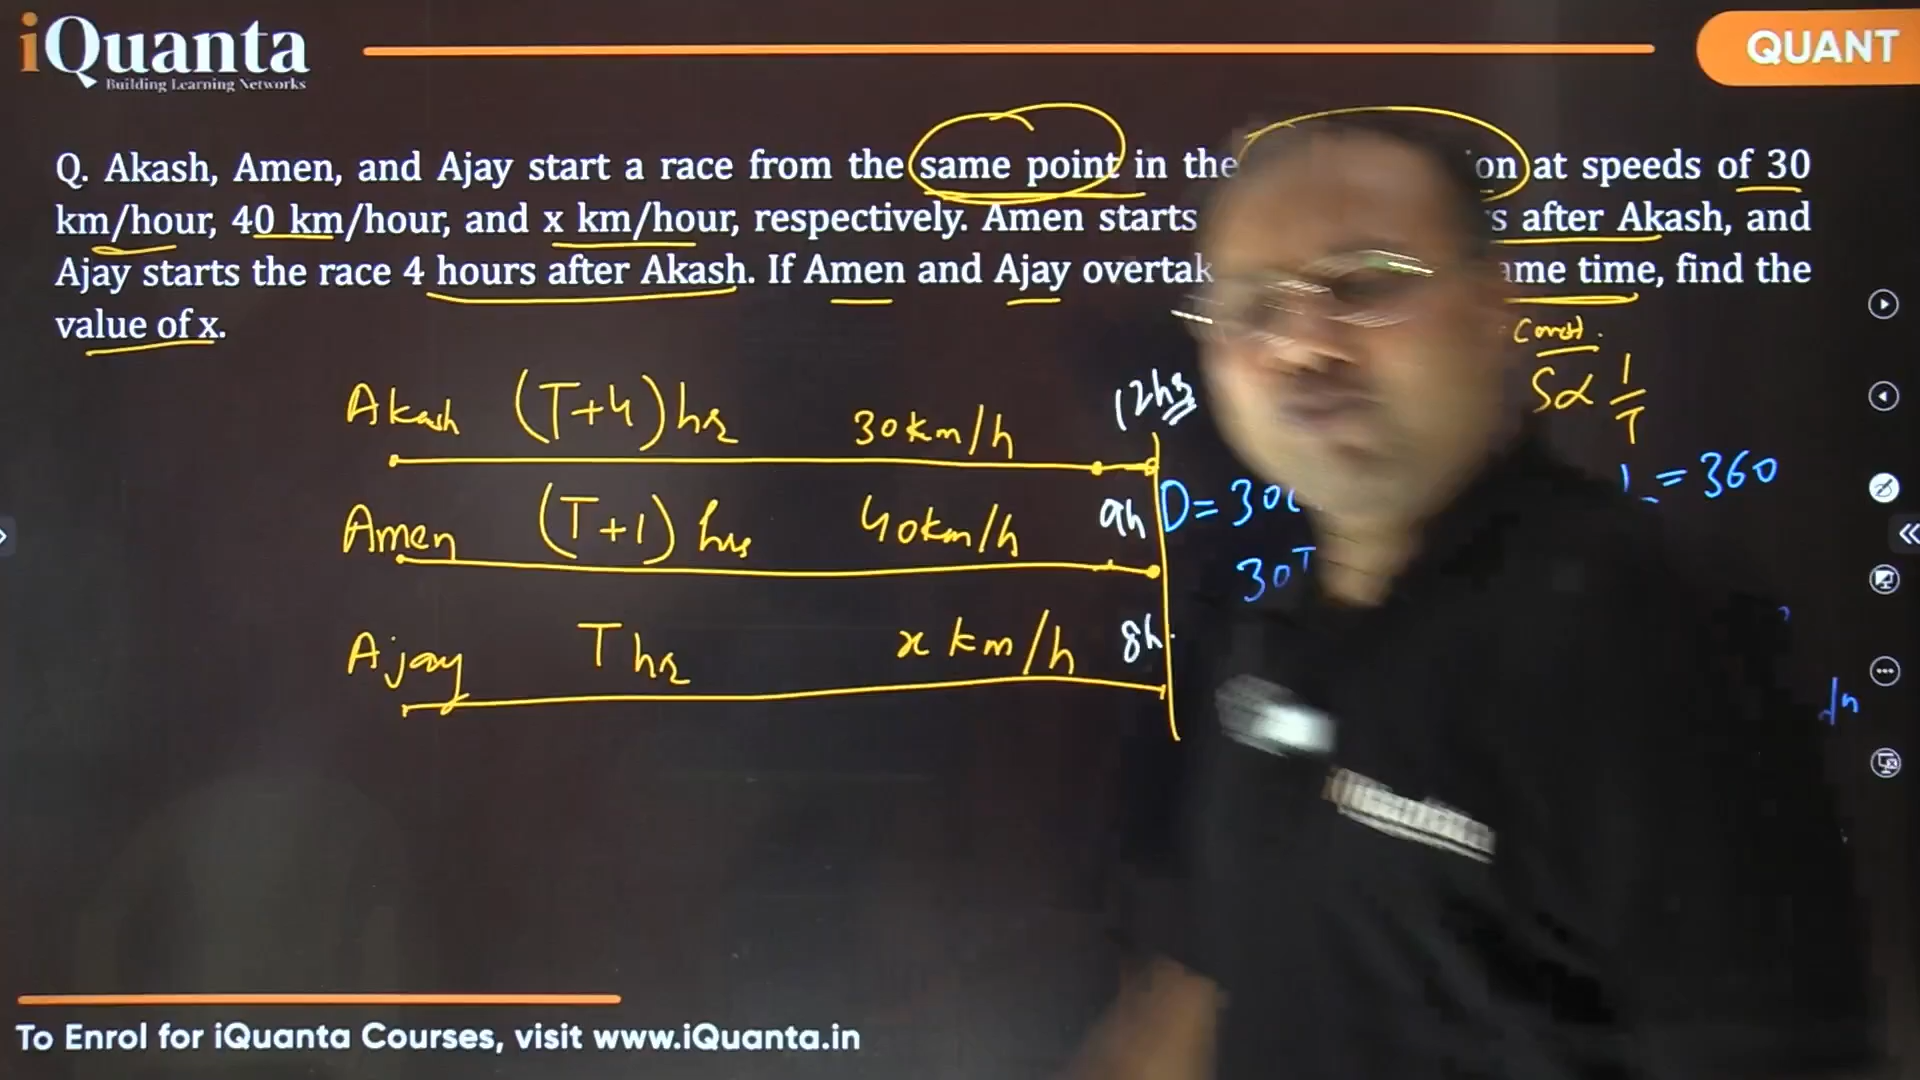 iQuanta
Building Learning Networks
QUANT
Q. Akash, Amen, and Ajay start a race from the same point in the on at speeds of 30
km/hour, 40 km/hour, and x km/hour, respectively. Amen starts s after Akash, and
Ajay starts the race 4 hours after Akash. If Amen and Ajay overtak ame time, find the
value of x.
Const.
S∝ 1/T
Akash (T+4) hr 30km/h 12hs
L = 360
Amen (T+1) hrs 40km/h 9h D = 30
30T
Ajay T hr x km/h 8h
To Enrol for iQuanta Courses, visit www.iQuanta.in